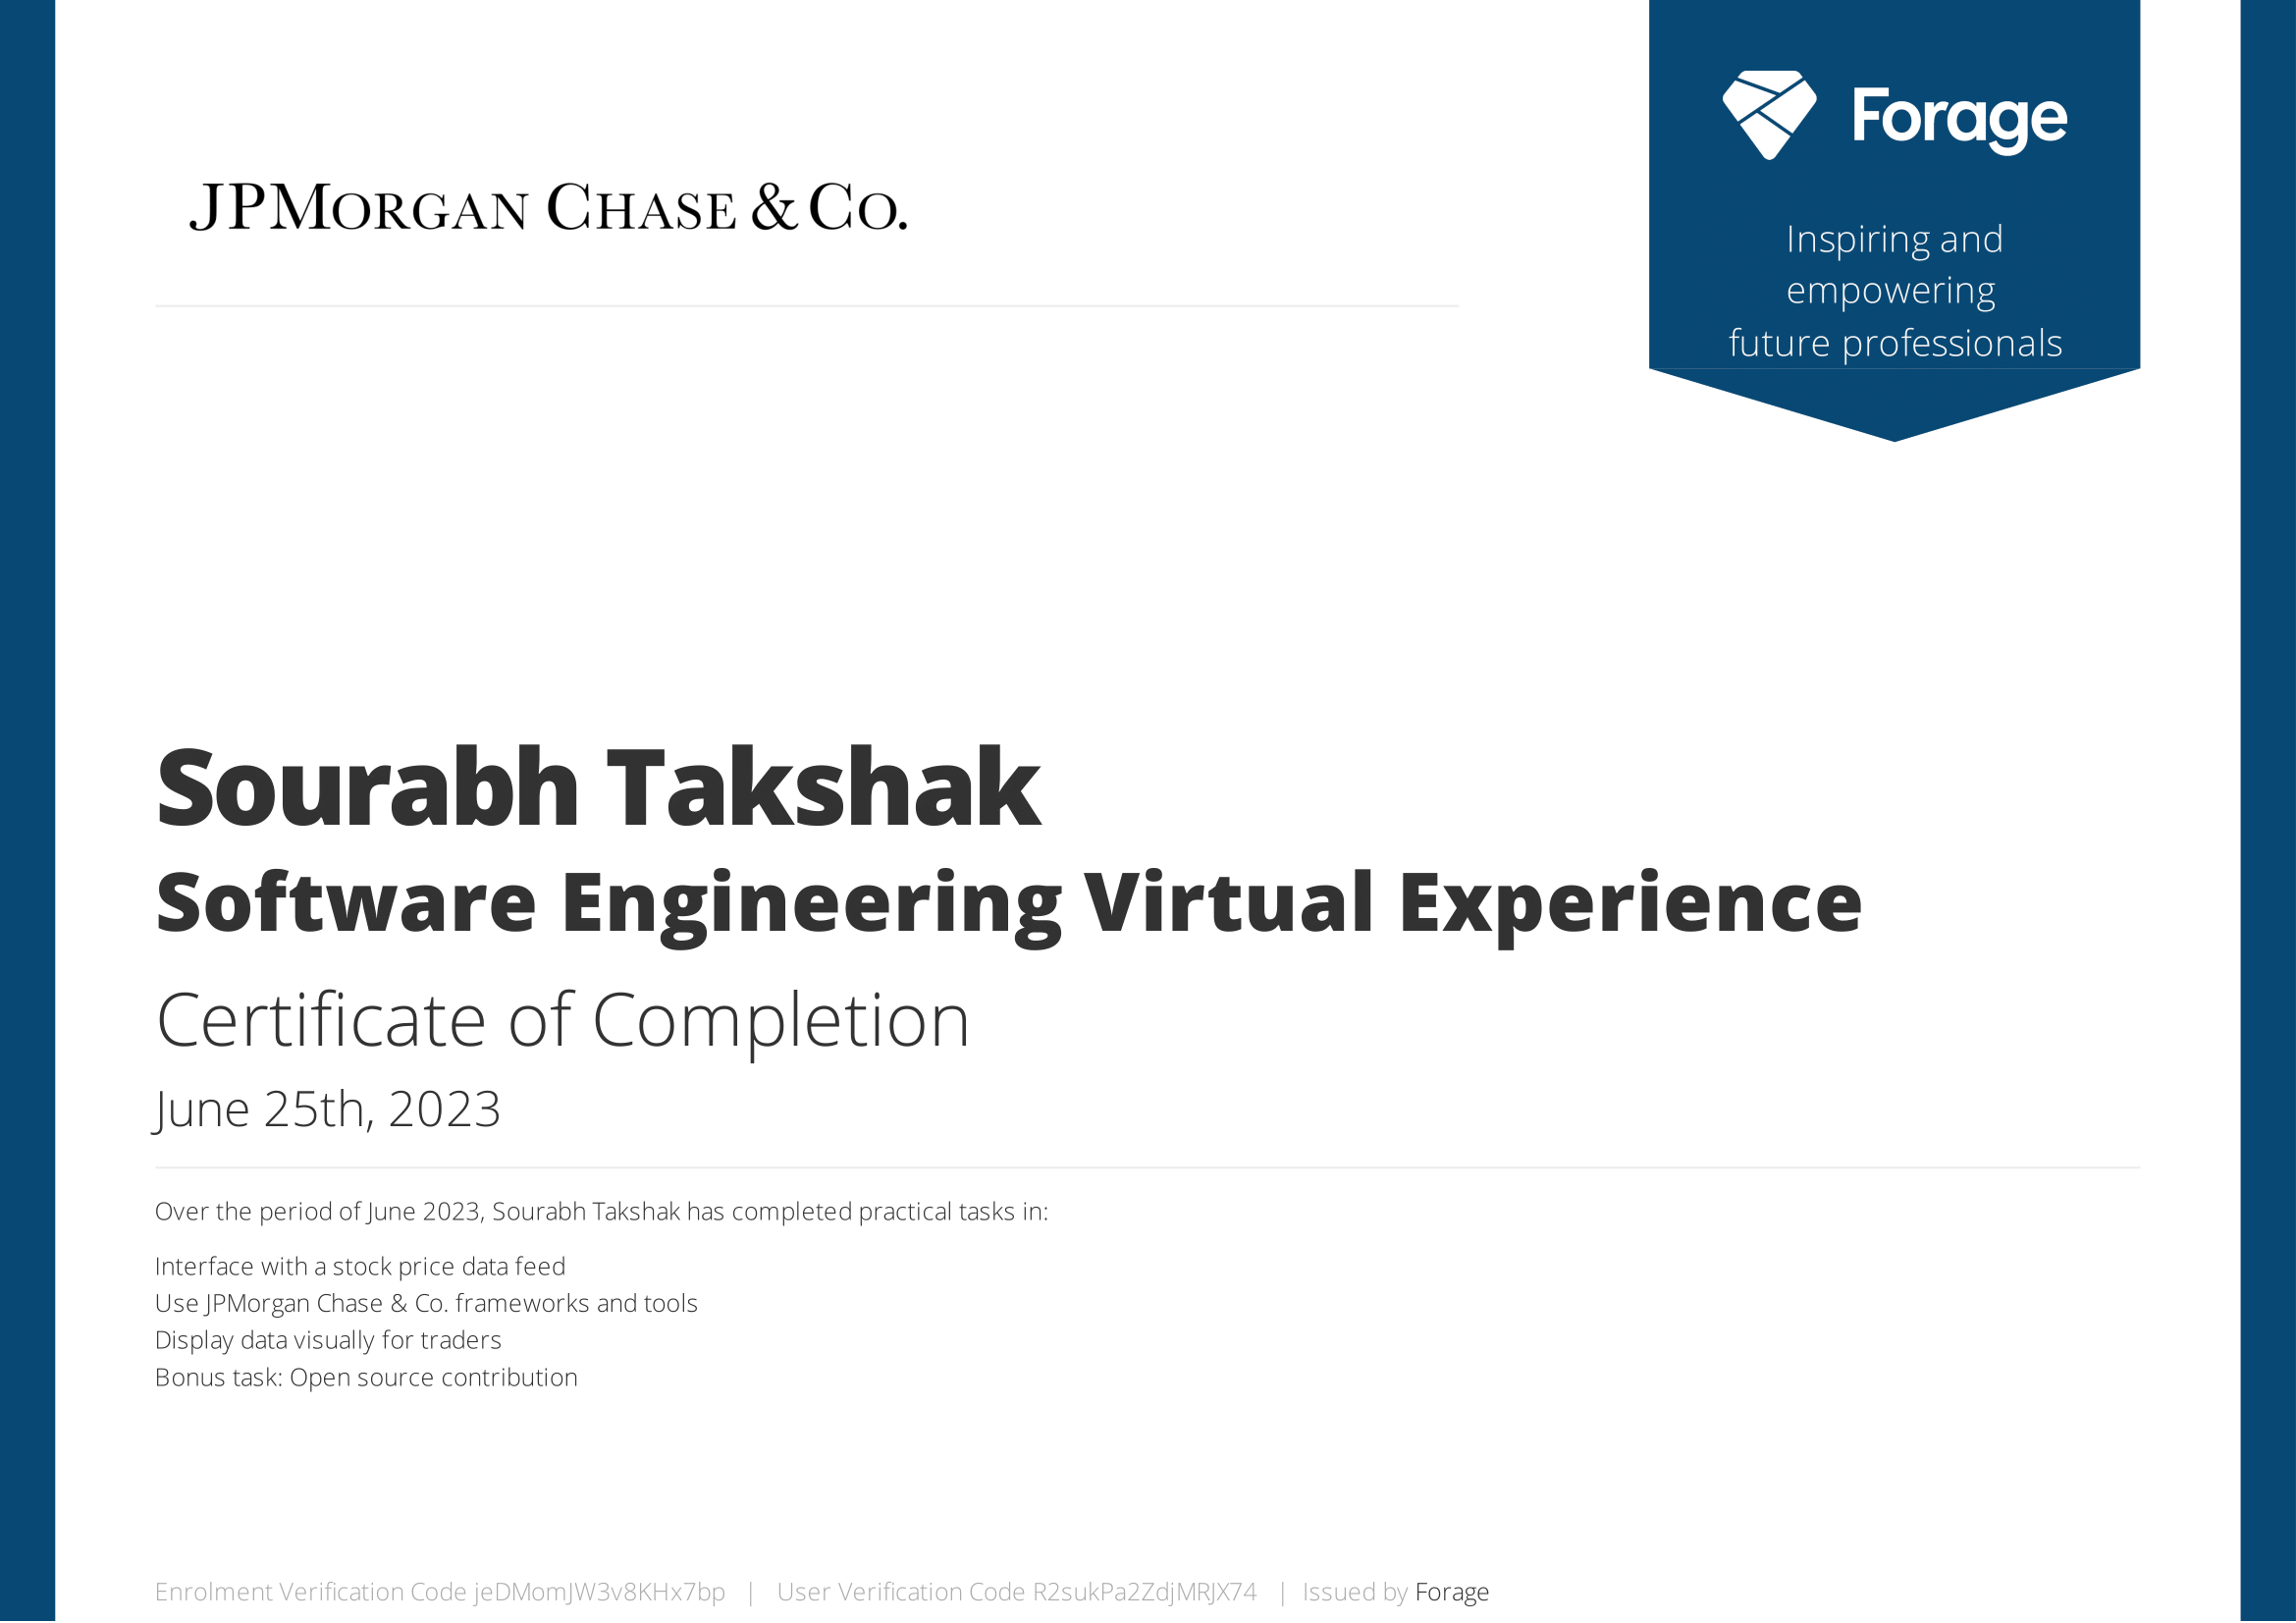 JPMORGAN CHASE & CO.
Forage
Inspiring and
empowering
future professionals
Sourabh Takshak
Software Engineering Virtual Experience
Certificate of Completion
June 25th, 2023
Over the period of June 2023, Sourabh Takshak has completed practical tasks in:
Interface with a stock price data feed
Use JPMorgan Chase & Co. frameworks and tools
Display data visually for traders
Bonus task: Open source contribution
Enrolment Verification Code jeDMomJW3v8KHx7bp | User Verification Code R2sukPa2ZdjMRJX74 | Issued by Forage